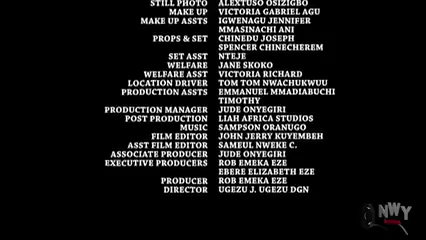 STILL PHOTO ALEXTUSO OSIZIGBO
MAKE UP VICTORIA GABRIEL AGU
MAKE UP ASSTS IGWENAGU JENNIFER
MMASINACHI ANI
PROPS & SET CHINEDU JOSEPH
SPENCER CHINECHEREM
SET ASST NTEJE
WELFARE JANE SKOKO
WELFARE ASST VICTORIA RICHARD
LOCATION DRIVER TOM TOM NWACHUKWUU
PRODUCTION ASSTS EMMANUEL MMADIABUCHI
TIMOTHY
PRODUCTION MANAGER JUDE ONYEGIRI
POST PRODUCTION LIAH AFRICA STUDIOS
MUSIC SAMPSON ORANUGO
FILM EDITOR JOHN JERRY KUYEMBEH
ASST FILM EDITOR SAMEUL NWEKE C.
ASSOCIATE PRODUCER JUDE ONYEGIRI
EXECUTIVE PRODUCERS ROB EMEKA EZE
EBERE ELIZABETH EZE
PRODUCER ROB EMEKA EZE
DIRECTOR UGEZU J. UGEZU DGN
NWY